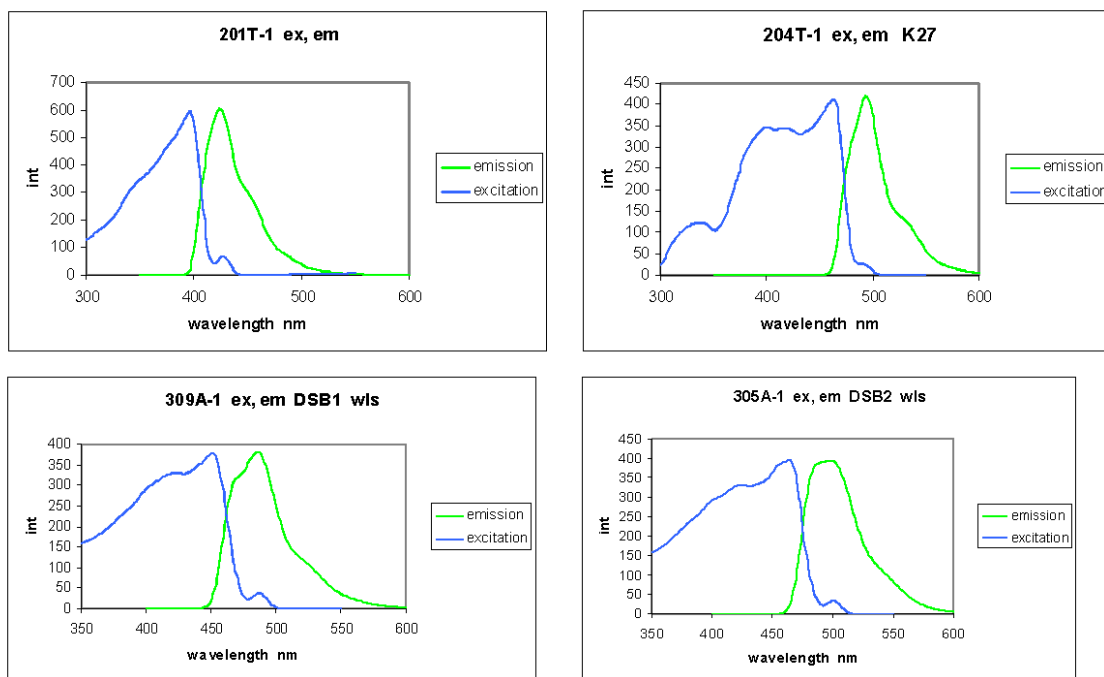 201T-1 ex, em
700
600
500
400
300
200
100
0
int
300 400 500 600
wavelength nm
emission
excitation
204T-1 ex, em K27
450
400
350
300
250
200
150
100
50
0
int
300 400 500 600
wavelength nm
emission
excitation
309A-1 ex, em DSB1 wls
400
350
300
250
200
150
100
50
0
int
350 400 450 500 550 600
wavelength nm
emission
excitation
305A-1 ex, em DSB2 wls
450
400
350
300
250
200
150
100
50
0
int
350 400 450 500 550 600
wavelength nm
emission
excitation